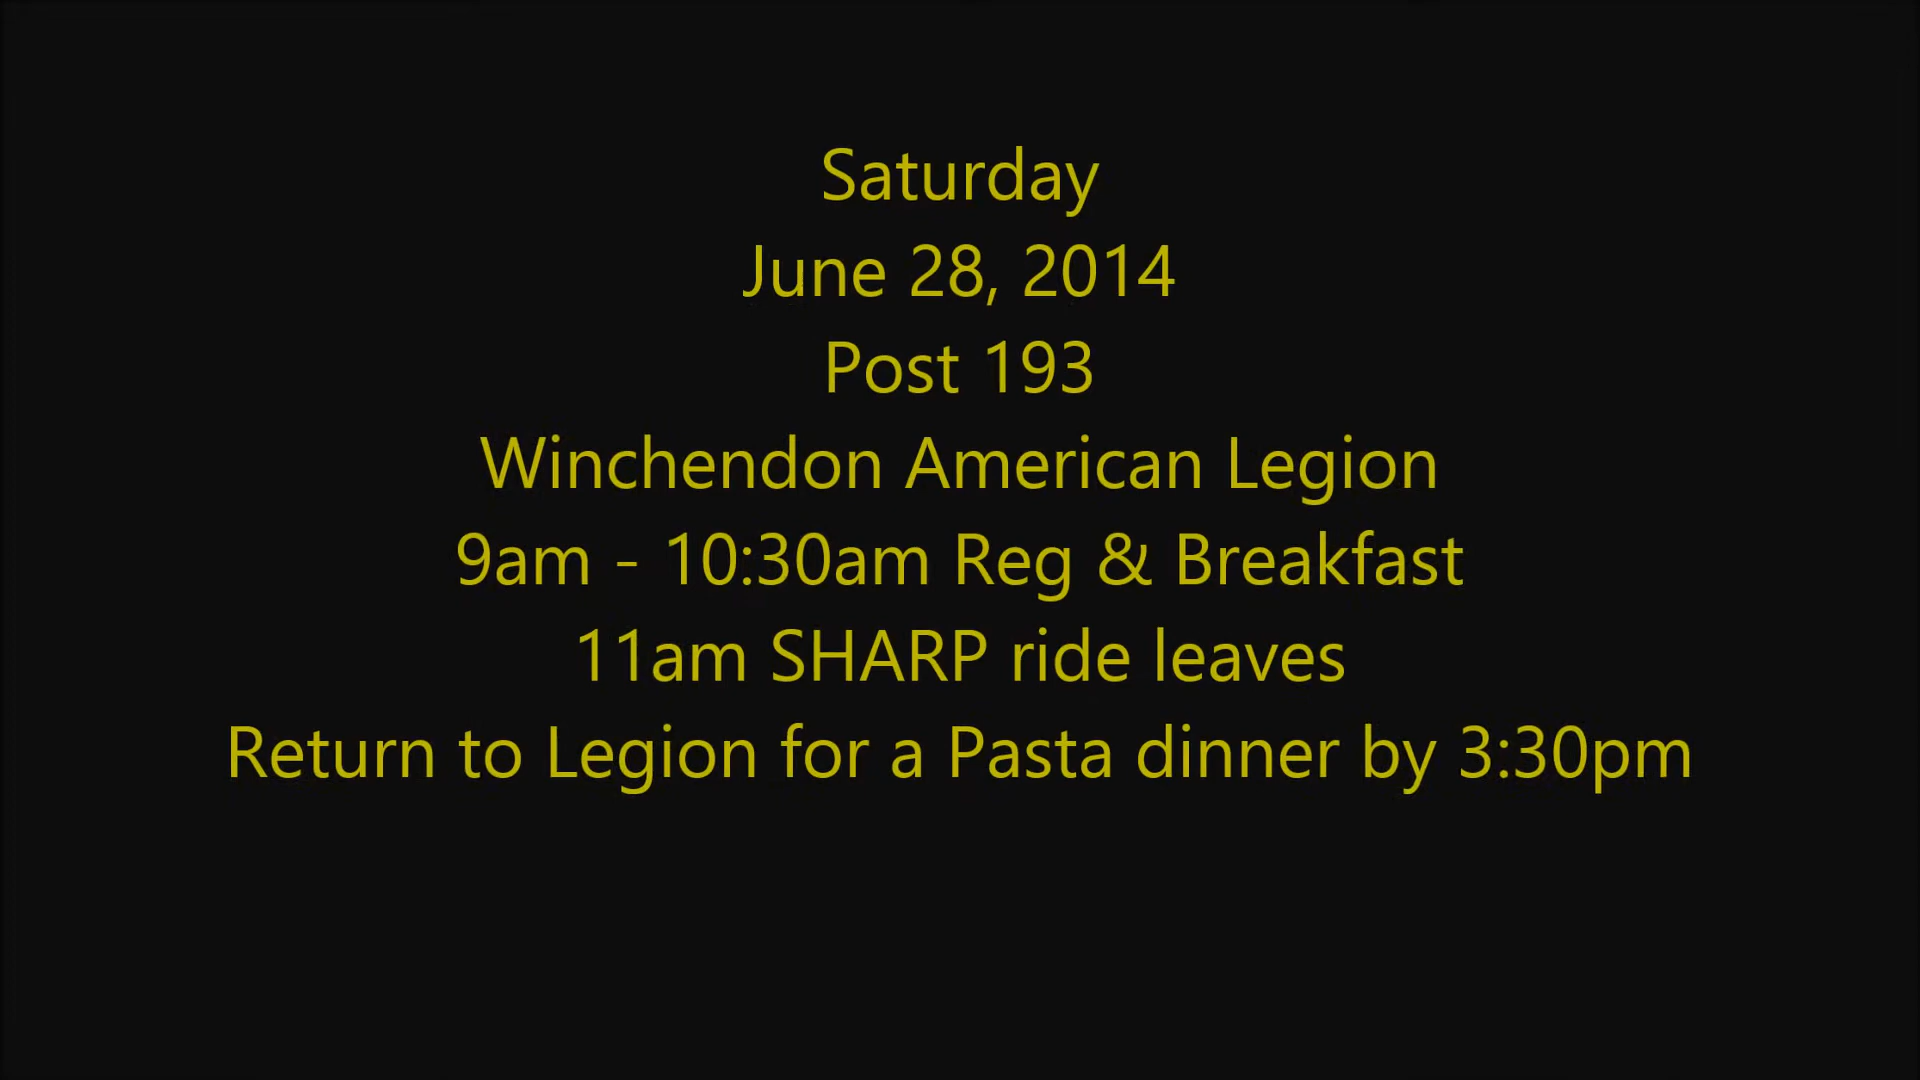 Saturday
June 28, 2014
Post 193
Winchendon American Legion
9am - 10:30am Reg & Breakfast
11am SHARP ride leaves
Return to Legion for a Pasta dinner by 3:30pm